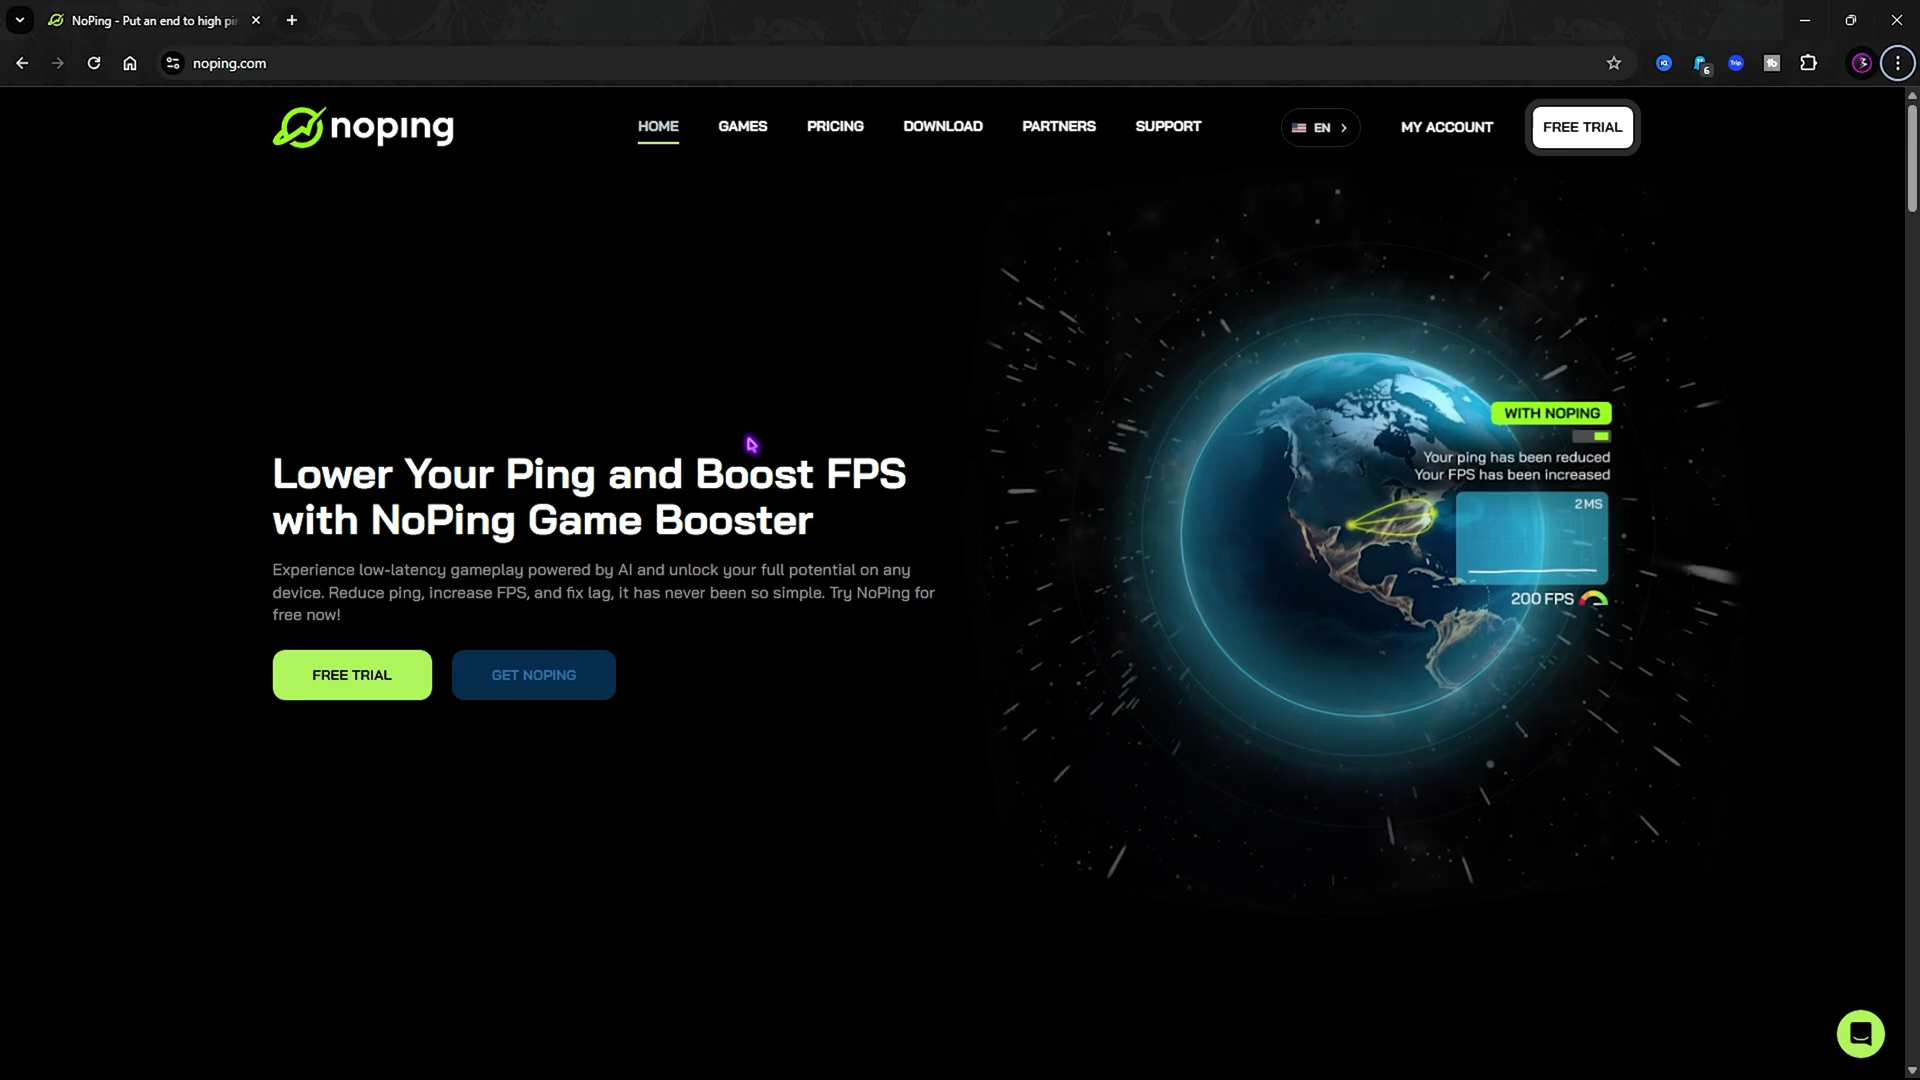 NoPing - Put an end to high pi
noping.com
6
Trip
noping
HOME
GAMES
PRICING
DOWNLOAD
PARTNERS
SUPPORT
EN
MY ACCOUNT
FREE TRIAL
WITH NOPING
Your ping has been reduced
Your FPS has been increased
2 MS
200 FPS
Lower Your Ping and Boost FPS
with NoPing Game Booster
Experience low-latency gameplay powered by AI and unlock your full potential on any
device. Reduce ping, increase FPS, and fix lag, it has never been so simple. Try NoPing for
free now!
FREE TRIAL
GET NOPING